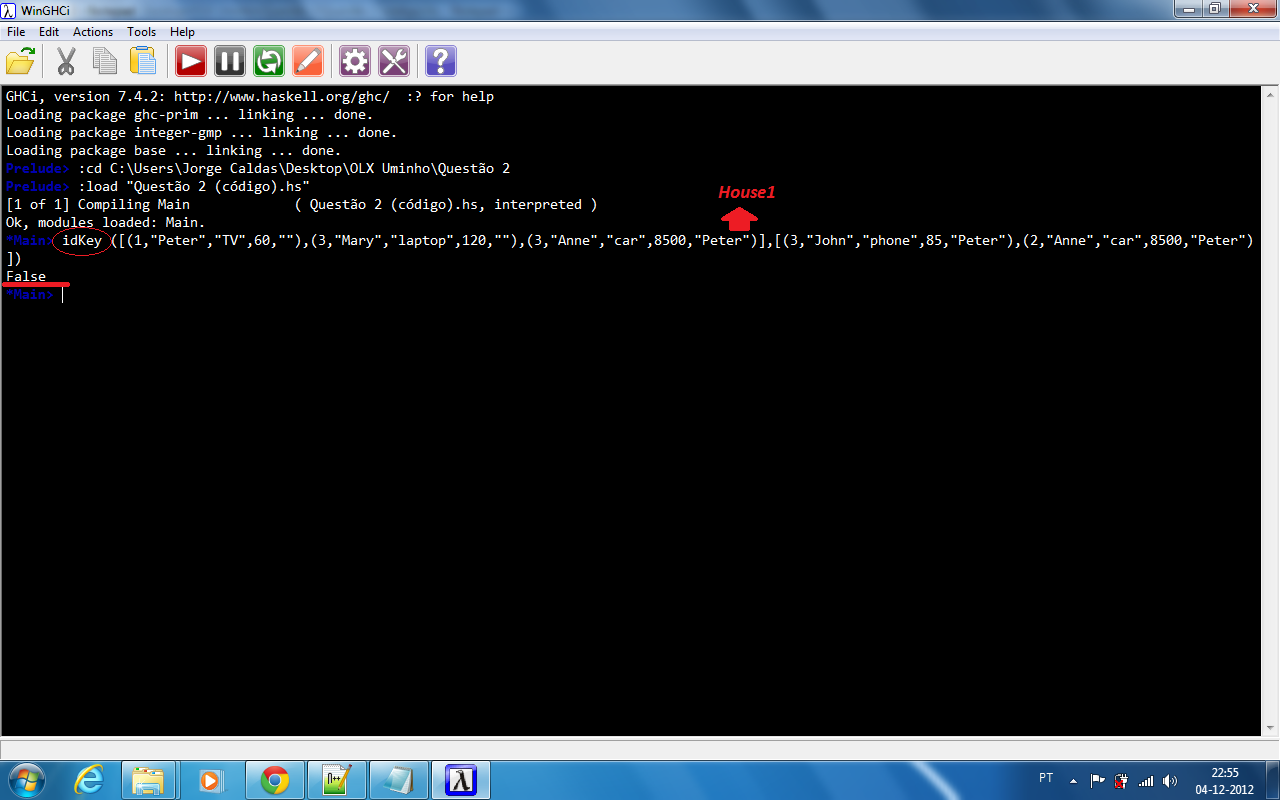 WinGHCi
File Edit Actions Tools Help
GHCi, version 7.4.2: http://www.haskell.org/ghc/  :? for help
Loading package ghc-prim ... linking ... done.
Loading package integer-gmp ... linking ... done.
Loading package base ... linking ... done.
Prelude> :cd C:\Users\Jorge Caldas\Desktop\OLX Uminho\Questão 2
Prelude> :load "Questão 2 (código).hs"
House1
[1 of 1] Compiling Main             ( Questão 2 (código).hs, interpreted )
Ok, modules loaded: Main.
*Main> idKey ([(1,"Peter","TV",60,""),(3,"Mary","laptop",120,""),(3,"Anne","car",8500,"Peter")],[(3,"John","phone",85,"Peter"),(2,"Anne","car",8500,"Peter")
])
False
*Main>
PT
22:55
04-12-2012